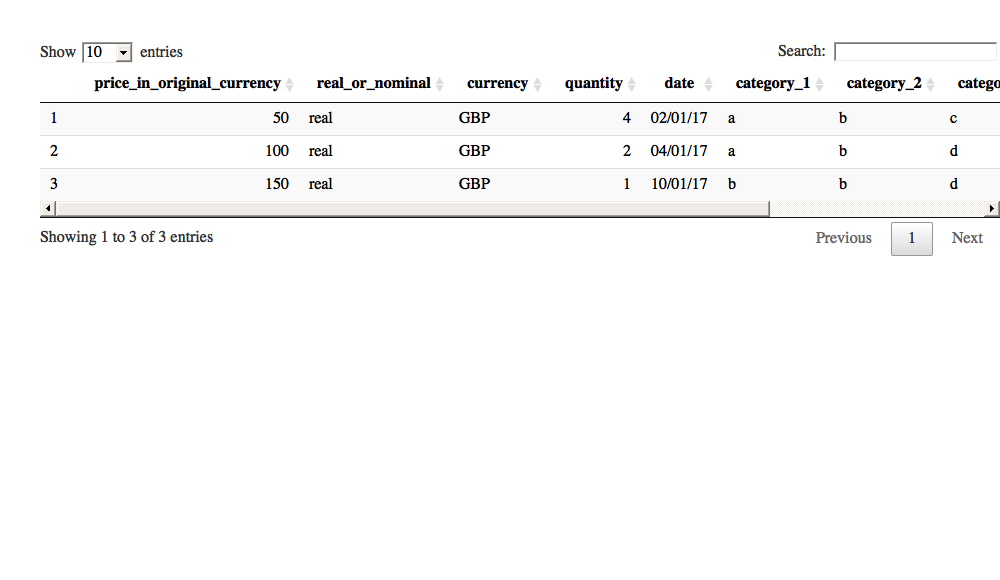 Show 10 entries Search:
price_in_original_currency real_or_nominal currency quantity date category_1 category_2 catego
1 50 real GBP 4 02/01/17 a b c
2 100 real GBP 2 04/01/17 a b d
3 150 real GBP 1 10/01/17 b b d
Showing 1 to 3 of 3 entries Previous 1 Next